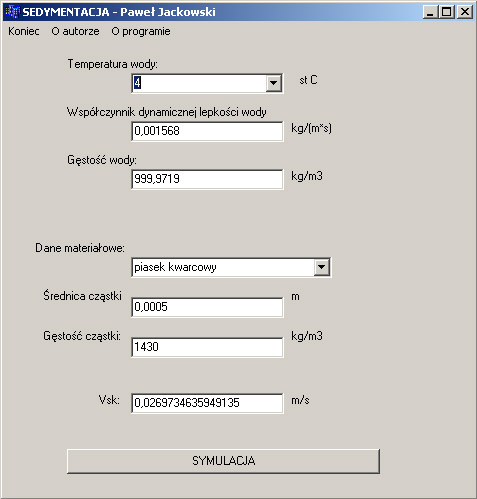 SEDYMENTACJA - Paweł Jackowski
Koniec O autorze O programie
Temperatura wody:
4 st C
Współczynnik dynamicznej lepkości wody
0,001568 kg/(m*s)
Gęstość wody:
999,9719 kg/m3
Dane materiałowe:
piasek kwarcowy
Średnica cząstki 0,0005 m
Gęstość cząstki: 1430 kg/m3
Vsk: 0,0269734635949135 m/s
SYMULACJA